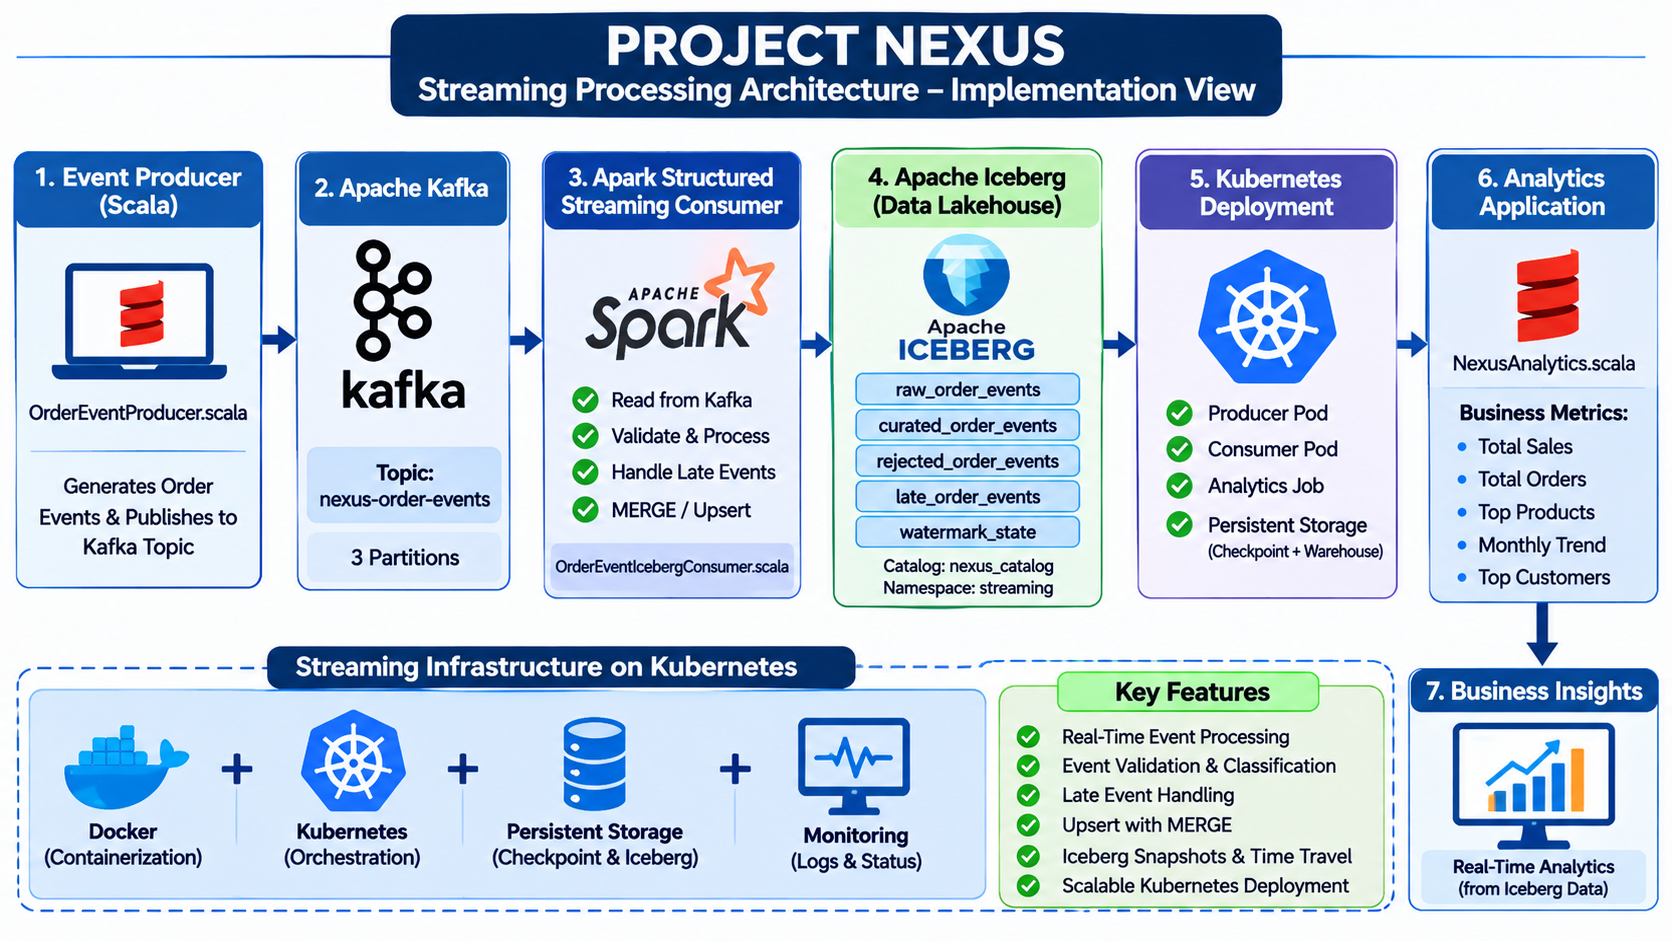 PROJECT NEXUS
Streaming Processing Architecture – Implementation View
1. Event Producer
(Scala)
OrderEventProducer.scala
Generates Order
Events & Publishes to
Kafka Topic
2. Apache Kafka
kafka
Topic:
nexus-order-events
3 Partitions
3. Apark Structured
Streaming Consumer
APACHE
Spark
Read from Kafka
Validate & Process
Handle Late Events
MERGE / Upsert
OrderEventIcebergConsumer.scala
4. Apache Iceberg
(Data Lakehouse)
Apache
ICEBERG
raw_order_events
curated_order_events
rejected_order_events
late_order_events
watermark_state
Catalog: nexus_catalog
Namespace: streaming
5. Kubernetes
Deployment
Producer Pod
Consumer Pod
Analytics Job
Persistent Storage
(Checkpoint + Warehouse)
6. Analytics
Application
NexusAnalytics.scala
Business Metrics:
• Total Sales
• Total Orders
• Top Products
• Monthly Trend
• Top Customers
Streaming Infrastructure on Kubernetes
Docker
(Containerization)
+
Kubernetes
(Orchestration)
+
Persistent Storage
(Checkpoint & Iceberg)
+
Monitoring
(Logs & Status)
Key Features
Real-Time Event Processing
Event Validation & Classification
Late Event Handling
Upsert with MERGE
Iceberg Snapshots & Time Travel
Scalable Kubernetes Deployment
7. Business Insights
Real-Time Analytics
(from Iceberg Data)